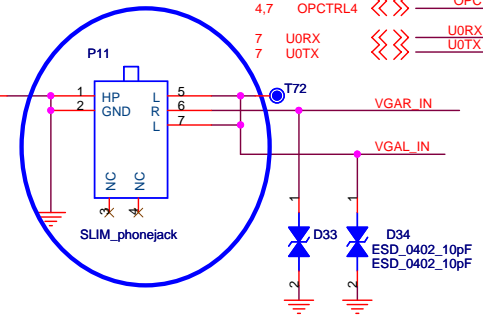 4,7 OPCTRL4 OPC
7 U0RX U0RX
7 U0TX U0TX
P11
T72
1 HP L 5
2 GND R 6
L 7
VGAR_IN
VGAL_IN
NC NC
3 4
SLIM_phonejack
1 1
D33 D34
ESD_0402_10pF
ESD_0402_10pF
2 2